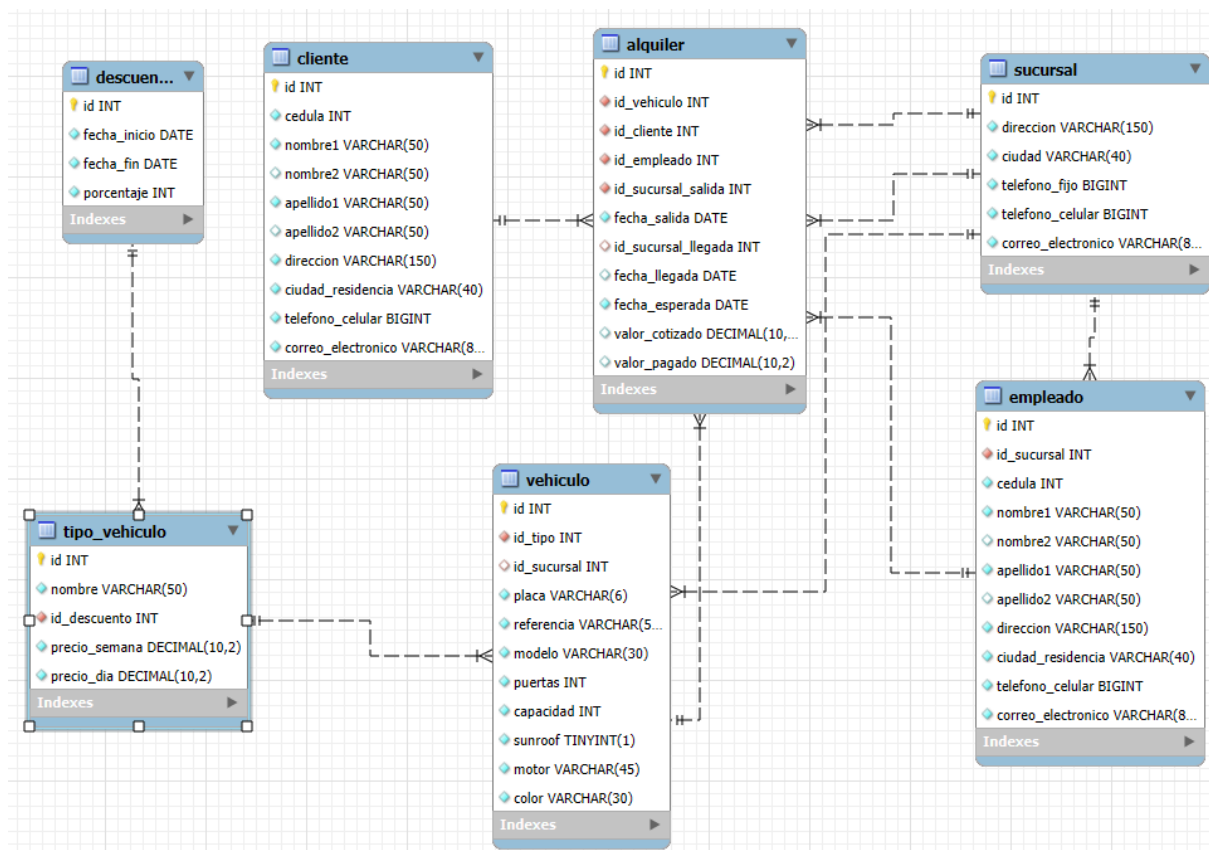 descuen...
id INT
fecha_inicio DATE
fecha_fin DATE
porcentaje INT
Indexes
cliente
id INT
cedula INT
nombre1 VARCHAR(50)
nombre2 VARCHAR(50)
apellido1 VARCHAR(50)
apellido2 VARCHAR(50)
direccion VARCHAR(150)
ciudad_residencia VARCHAR(40)
telefono_celular BIGINT
correo_electronico VARCHAR(8...
Indexes
alquiler
id INT
id_vehiculo INT
id_cliente INT
id_empleado INT
id_sucursal_salida INT
fecha_salida DATE
id_sucursal_llegada INT
fecha_llegada DATE
fecha_esperada DATE
valor_cotizado DECIMAL(10,...
valor_pagado DECIMAL(10,2)
Indexes
sucursal
id INT
direccion VARCHAR(150)
ciudad VARCHAR(40)
telefono_fijo BIGINT
telefono_celular BIGINT
correo_electronico VARCHAR(8...
Indexes
tipo_vehiculo
id INT
nombre VARCHAR(50)
id_descuento INT
precio_semana DECIMAL(10,2)
precio_dia DECIMAL(10,2)
Indexes
vehiculo
id INT
id_tipo INT
id_sucursal INT
placa VARCHAR(6)
referencia VARCHAR(5...
modelo VARCHAR(30)
puertas INT
capacidad INT
sunroof TINYINT(1)
motor VARCHAR(45)
color VARCHAR(30)
Indexes
empleado
id INT
id_sucursal INT
cedula INT
nombre1 VARCHAR(50)
nombre2 VARCHAR(50)
apellido1 VARCHAR(50)
apellido2 VARCHAR(50)
direccion VARCHAR(150)
ciudad_residencia VARCHAR(40)
telefono_celular BIGINT
correo_electronico VARCHAR(8...
Indexes